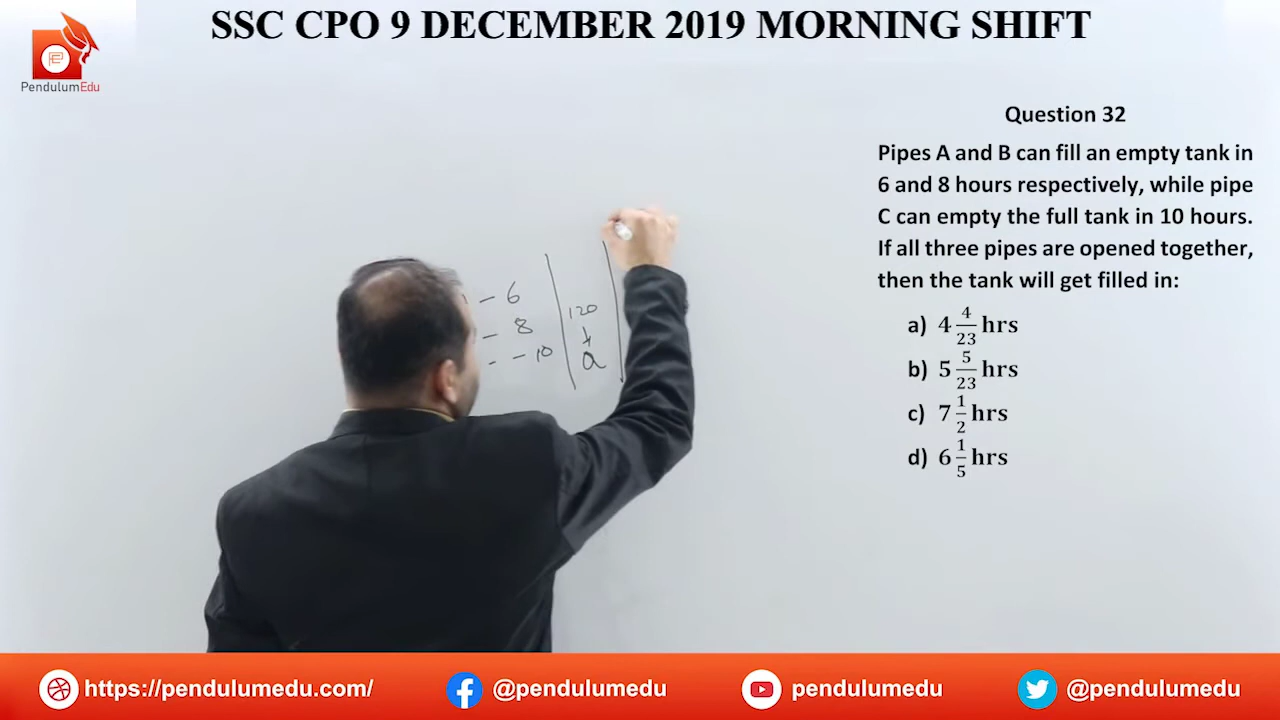 SSC CPO 9 DECEMBER 2019 MORNING SHIFT
PendulumEdu
Question 32
Pipes A and B can fill an empty tank in
6 and 8 hours respectively, while pipe
C can empty the full tank in 10 hours.
If all three pipes are opened together,
then the tank will get filled in:
a) 4 4/23 hrs
b) 5 5/23 hrs
c) 7 1/2 hrs
d) 6 1/5 hrs
– 6
– 8
– 10
120
https://pendulumedu.com/
@pendulumedu
pendulumedu
@pendulumedu